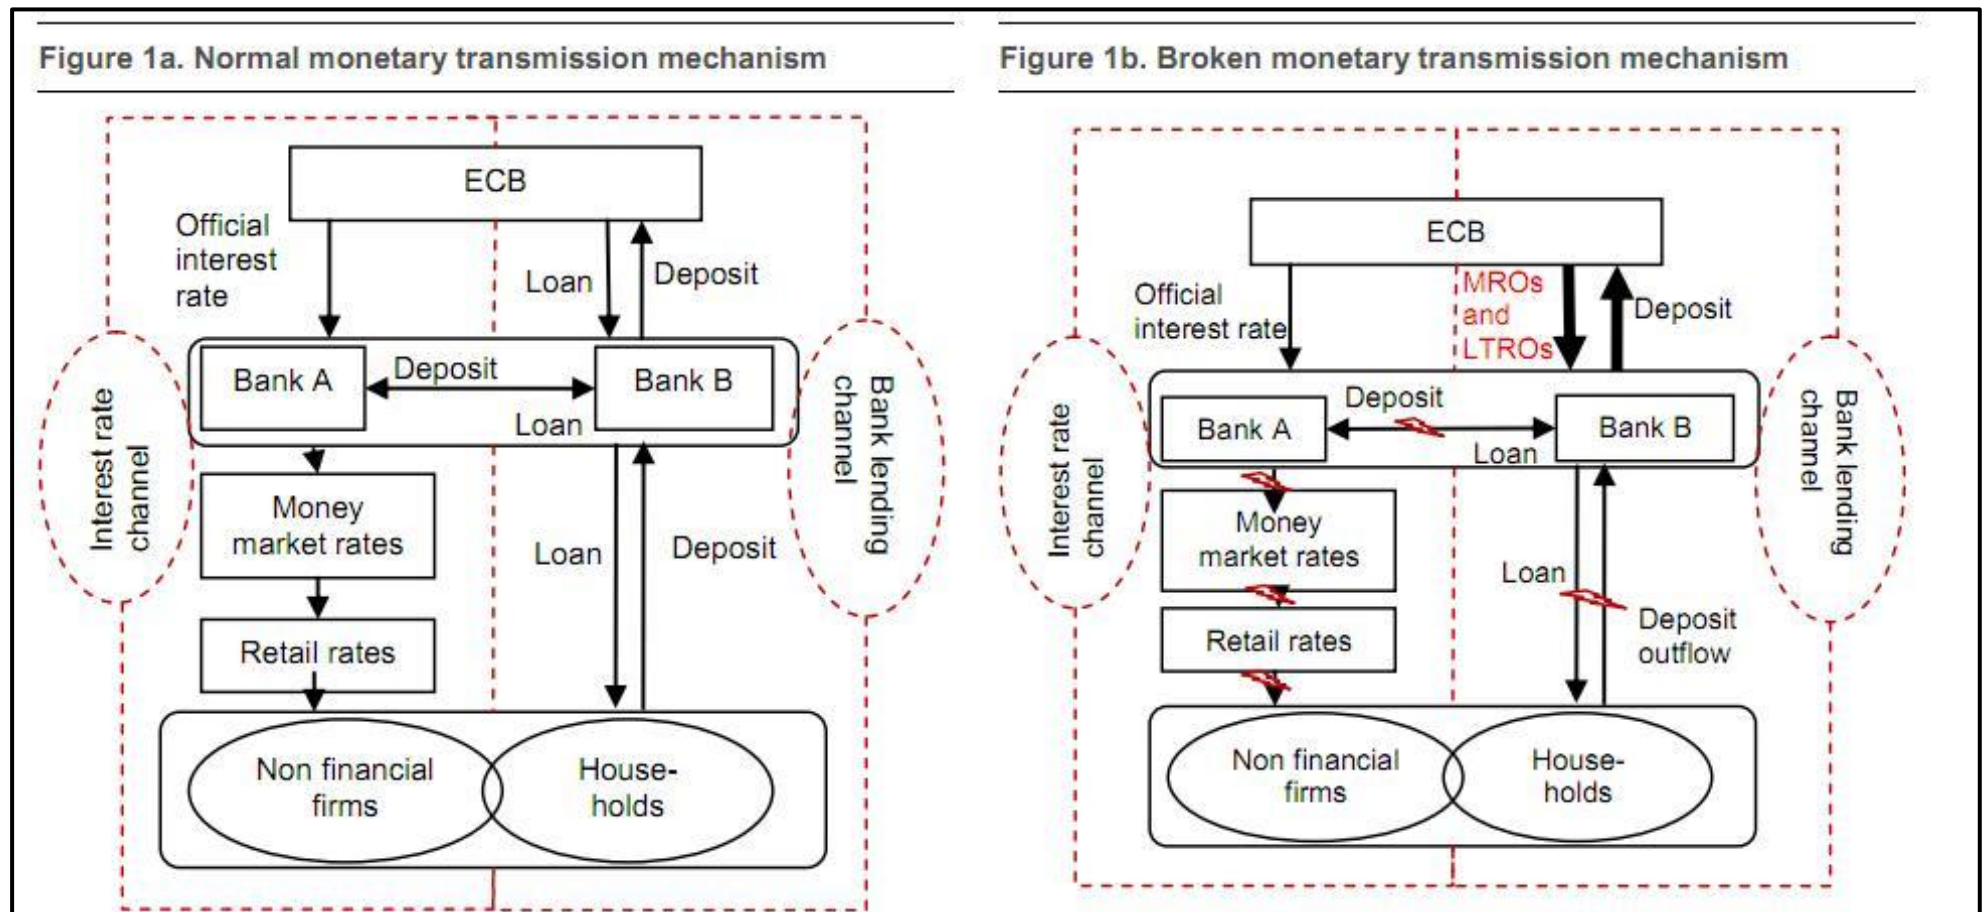 Figure 1a. Normal monetary transmission mechanism
ECB
Official
interest
rate
Loan
Deposit
Bank A
Deposit
Loan
Bank B
Interest rate
channel
Bank lending
channel
Money
market rates
Loan
Deposit
Retail rates
Non financial
firms
House-
holds
Figure 1b. Broken monetary transmission mechanism
ECB
Official
interest rate
MROs
and
LTROs
Deposit
Bank A
Deposit
Loan
Bank B
Interest rate
channel
Bank lending
channel
Money
market rates
Loan
Deposit
outflow
Retail rates
Non financial
firms
House-
holds